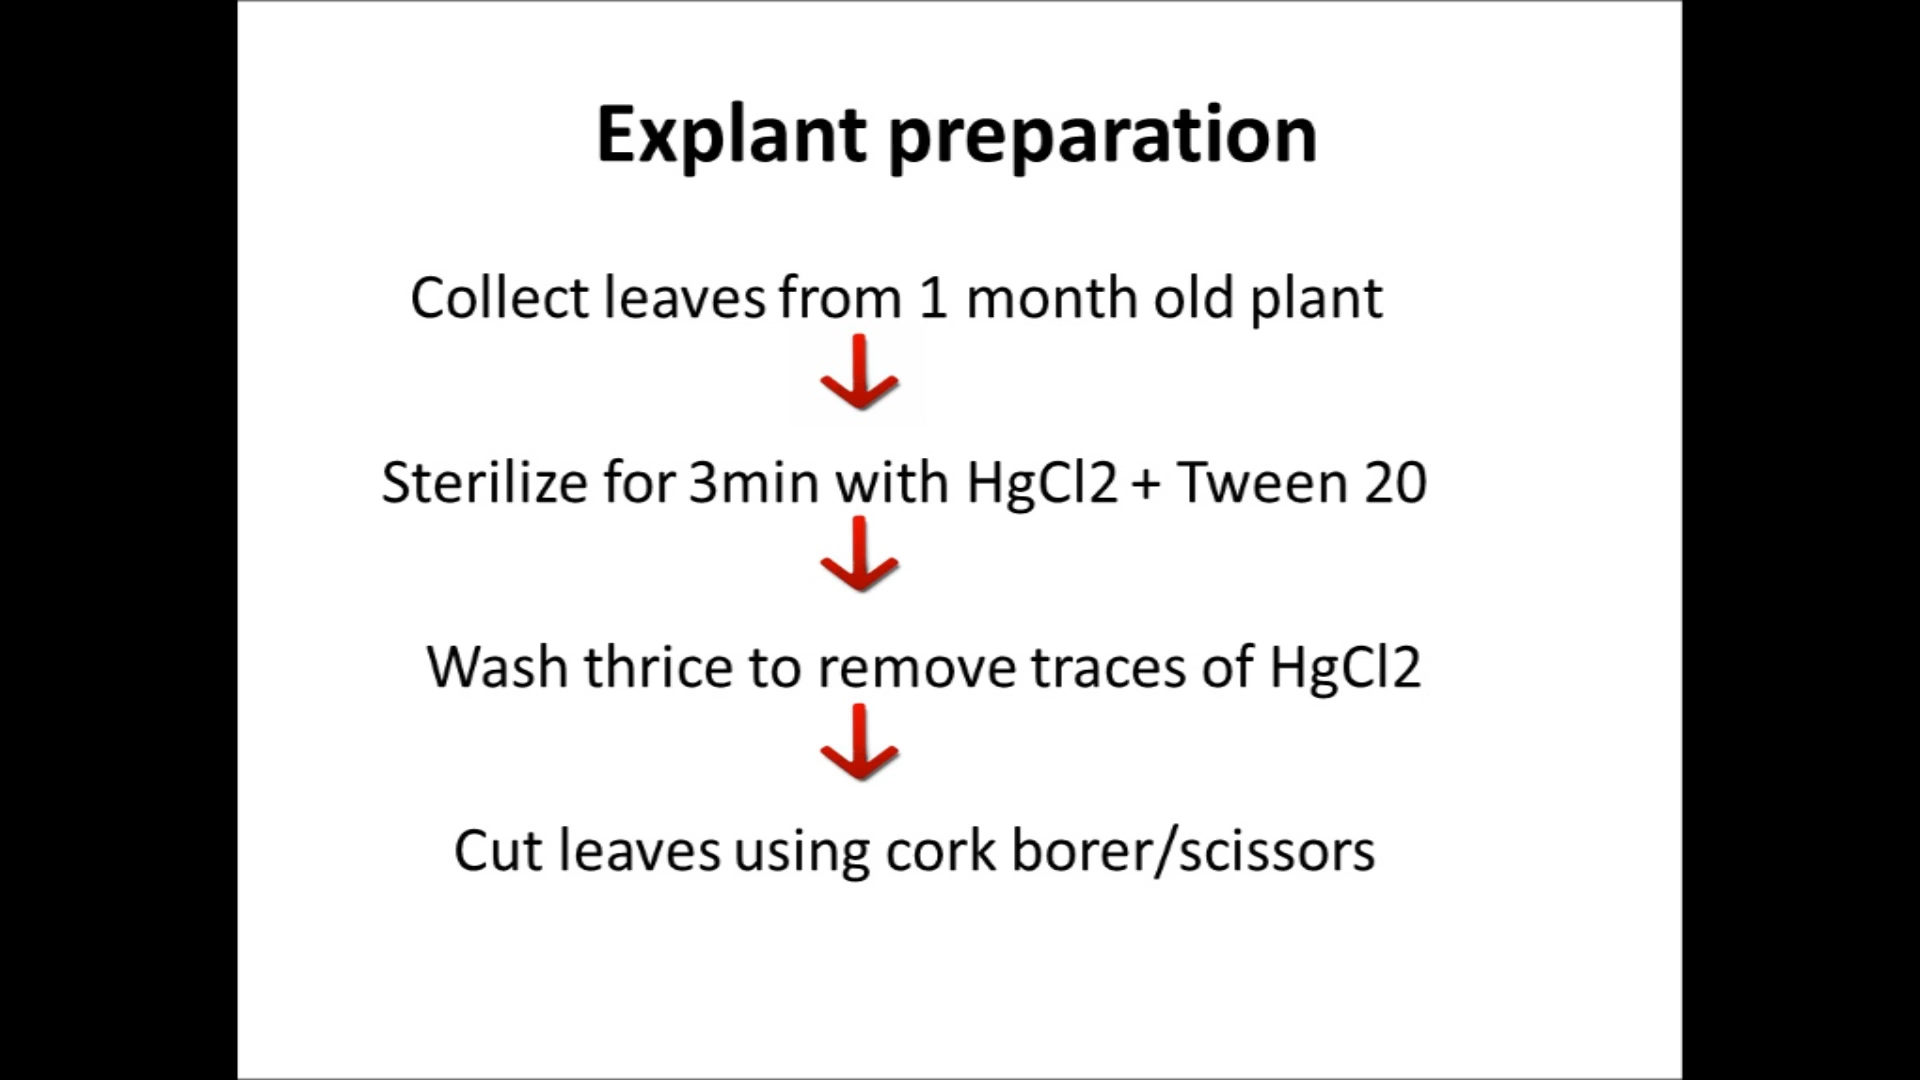 Explant preparation
Collect leaves from 1 month old plant
Sterilize for 3min with HgCl2 + Tween 20
Wash thrice to remove traces of HgCl2
Cut leaves using cork borer/scissors